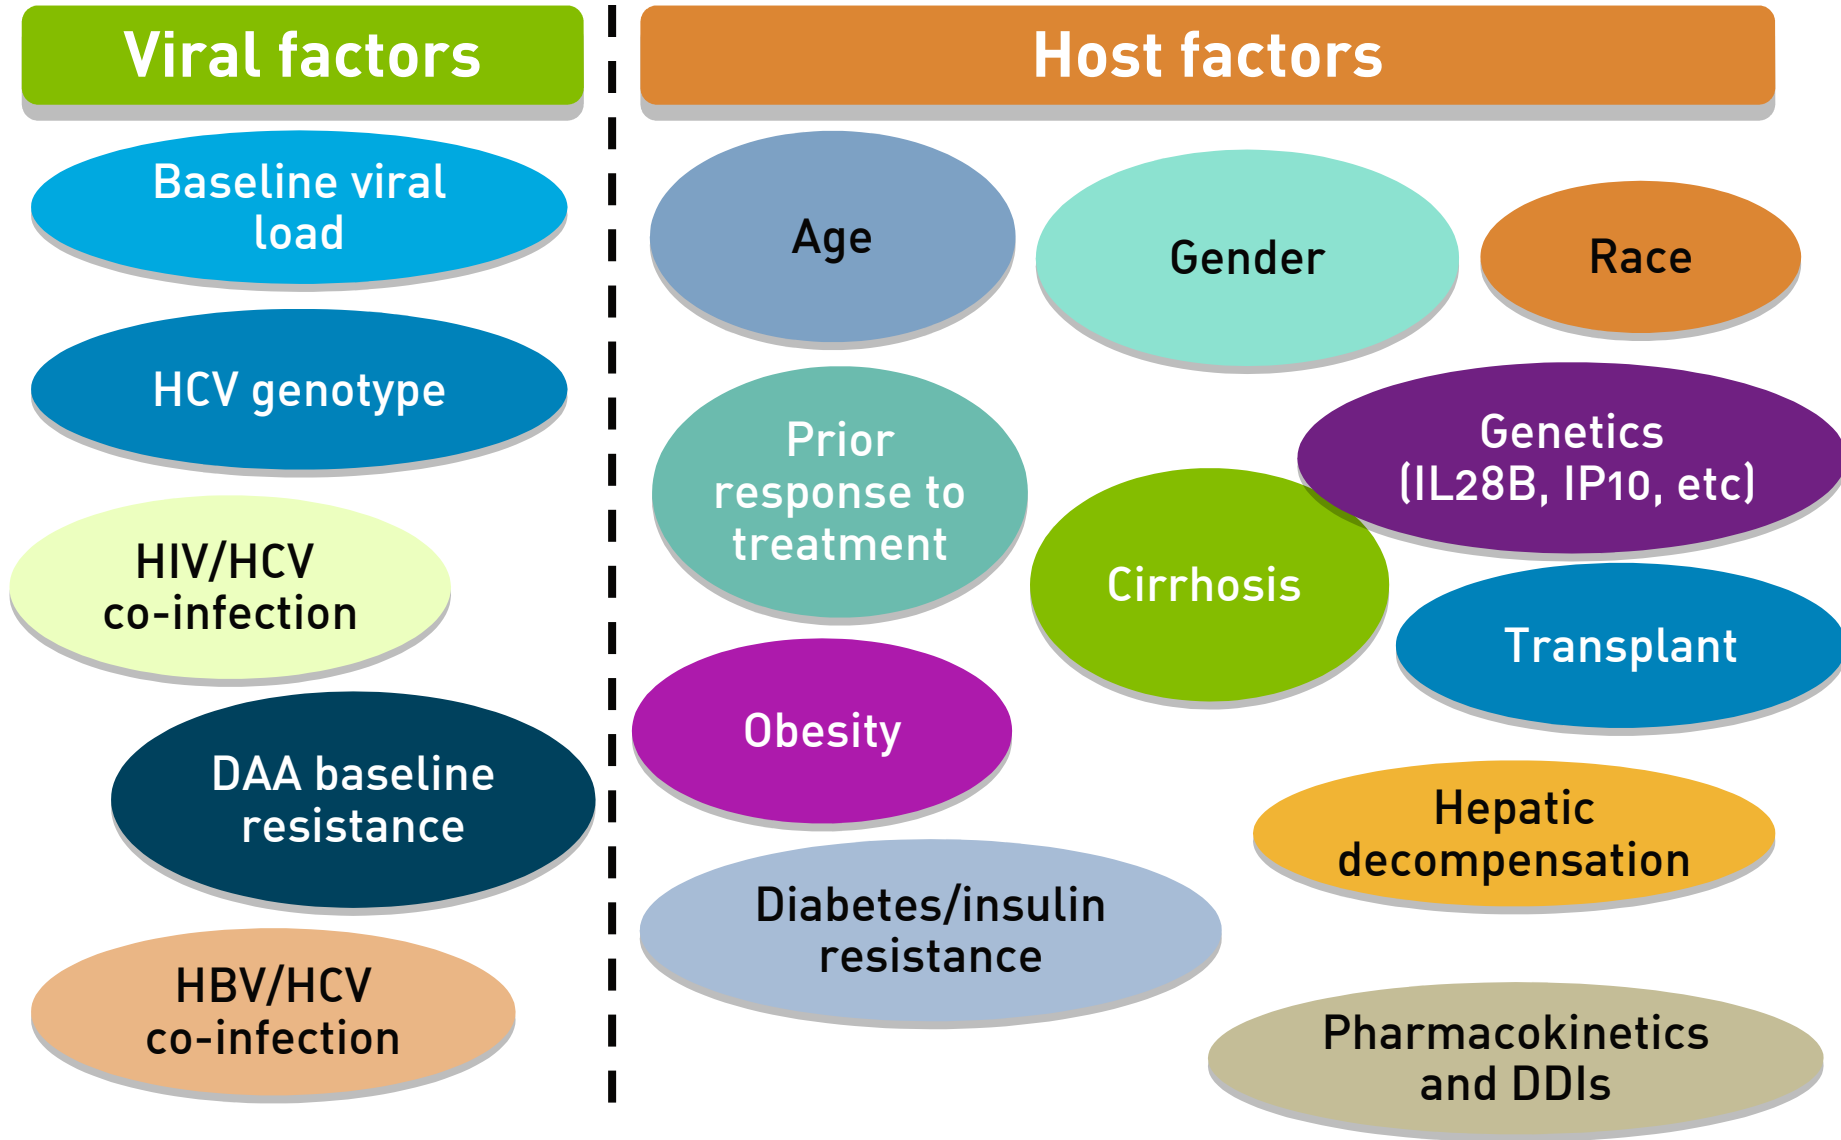 Viral factors
Baseline viral
load
HCV genotype
HIV/HCV
co-infection
DAA baseline
resistance
HBV/HCV
co-infection
Host factors
Age
Gender
Race
Prior
response to
treatment
Genetics
(IL28B, IP10, etc)
Cirrhosis
Transplant
Obesity
Hepatic
decompensation
Diabetes/insulin
resistance
Pharmacokinetics
and DDIs